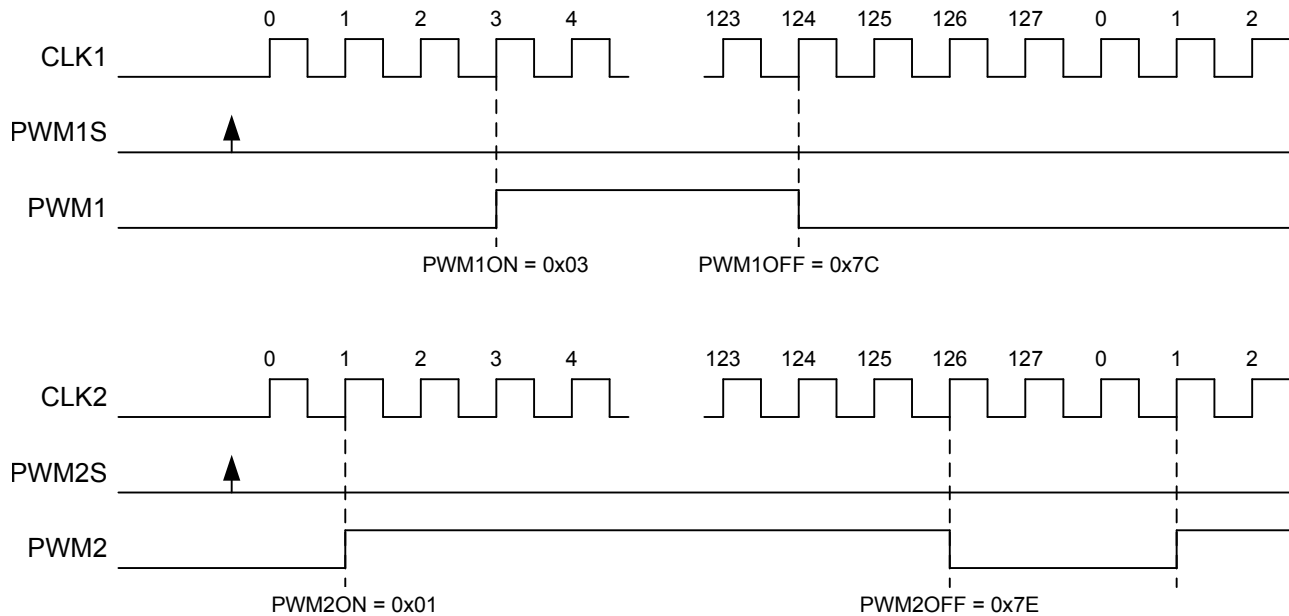 0 1 2 3 4 123 124 125 126 127 0 1 2
CLK1
PWM1S
PWM1
PWM1ON = 0x03 PWM1OFF = 0x7C
0 1 2 3 4 123 124 125 126 127 0 1 2
CLK2
PWM2S
PWM2
PWM2ON = 0x01 PWM2OFF = 0x7E